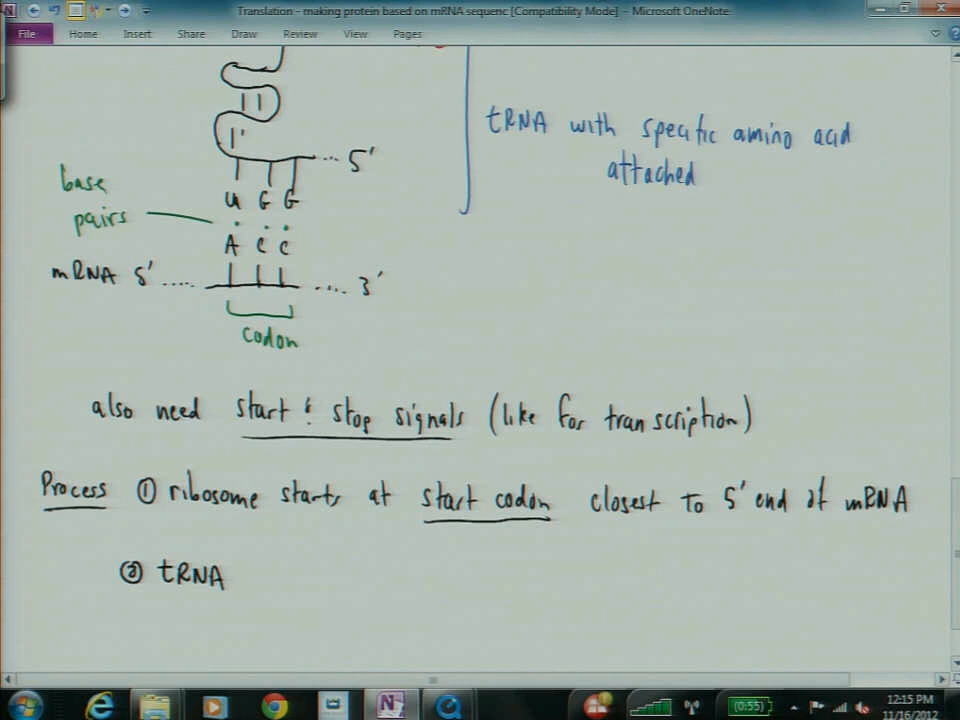 Translation - making protein based on mRNA sequenc [Compatibility Mode] - Microsoft OneNote
File Home Insert Share Draw Review View Pages
tRNA with specific amino acid
attached
... 5'
base
pairs
U G G
A C C
mRNA 5' ..... .... 3'
codon
also need start & stop signals (like for transcription)
Process ① ribosome starts at start codon closest to 5' end of mRNA
② tRNA
(0:55)
12:15 PM
11/16/2012